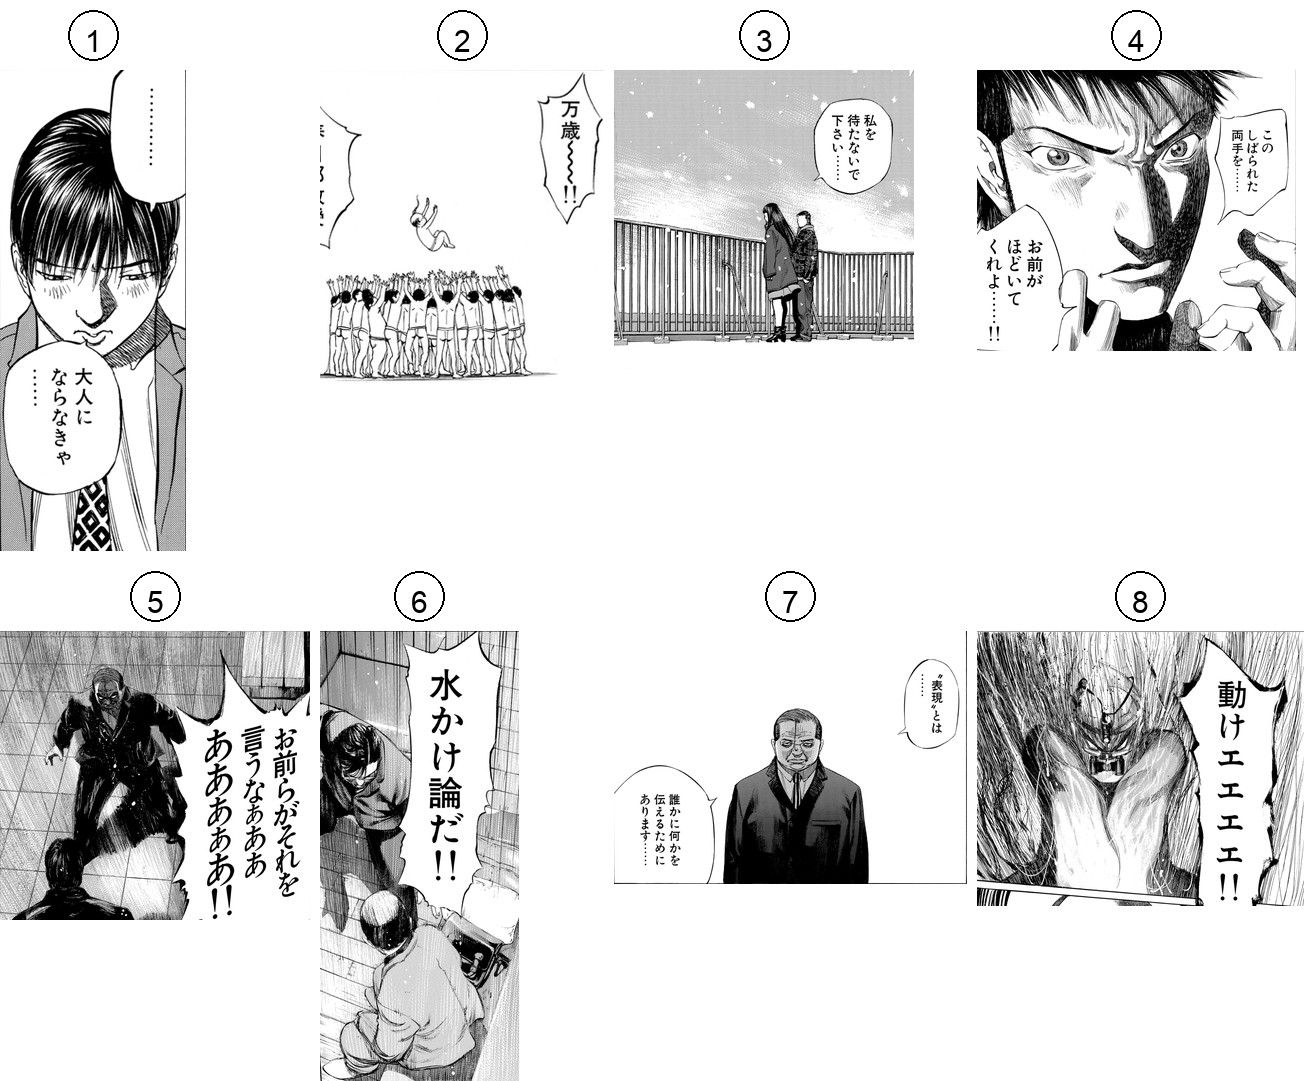 1
…………
大人に
ならなきゃ
……
2
万歳〜〜〜!!
3
私を
待たないで
下さい……
4
この
しばられた
両手を……
お前が
ほどいて
くれよ……!!
5
お前らがそれを
言うなぁああ
あああぁぁあ!!
6
水かけ論だ!!
7
〝表現〟とは
……
誰かに何かを
伝えるために
あります……
8
動けエエエエ!!